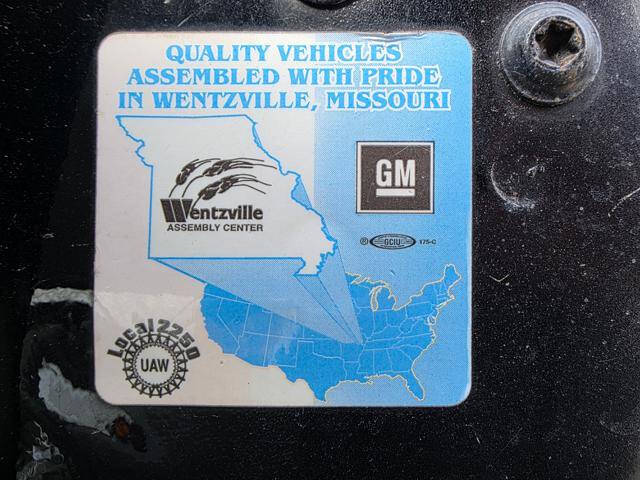 QUALITY VEHICLES
ASSEMBLED WITH PRIDE
IN WENTZVILLE, MISSOURI
Wentzville
ASSEMBLY CENTER
GM
® GCIU 175-C
Local 2250
UAW